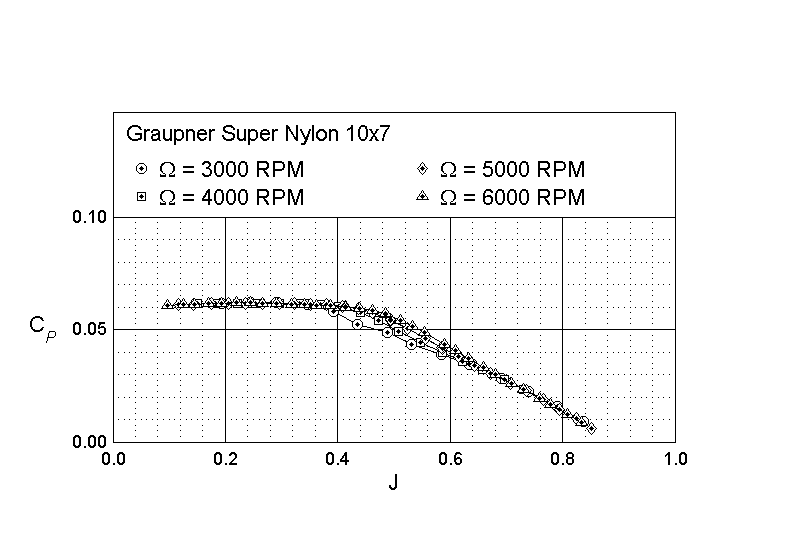 Graupner Super Nylon 10x7
Ω = 3000 RPM
Ω = 5000 RPM
Ω = 4000 RPM
Ω = 6000 RPM
0.10
0.05
0.00
CP
0.0 0.2 0.4 0.6 0.8 1.0
J